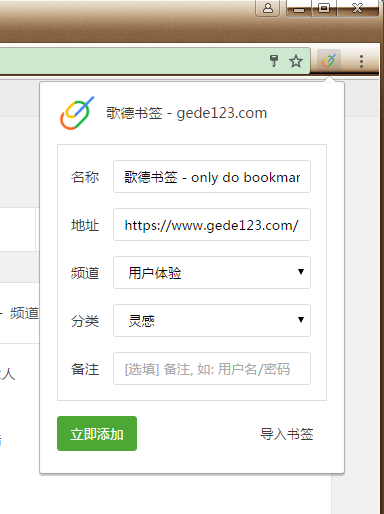 歌德书签 - gede123.com
名称
歌德书签 - only do bookmar
地址
https://www.gede123.com/
频道
用户体验
- 频道
分类
灵感
人
备注
[选填] 备注, 如: 用户名/密码
立即添加
导入书签